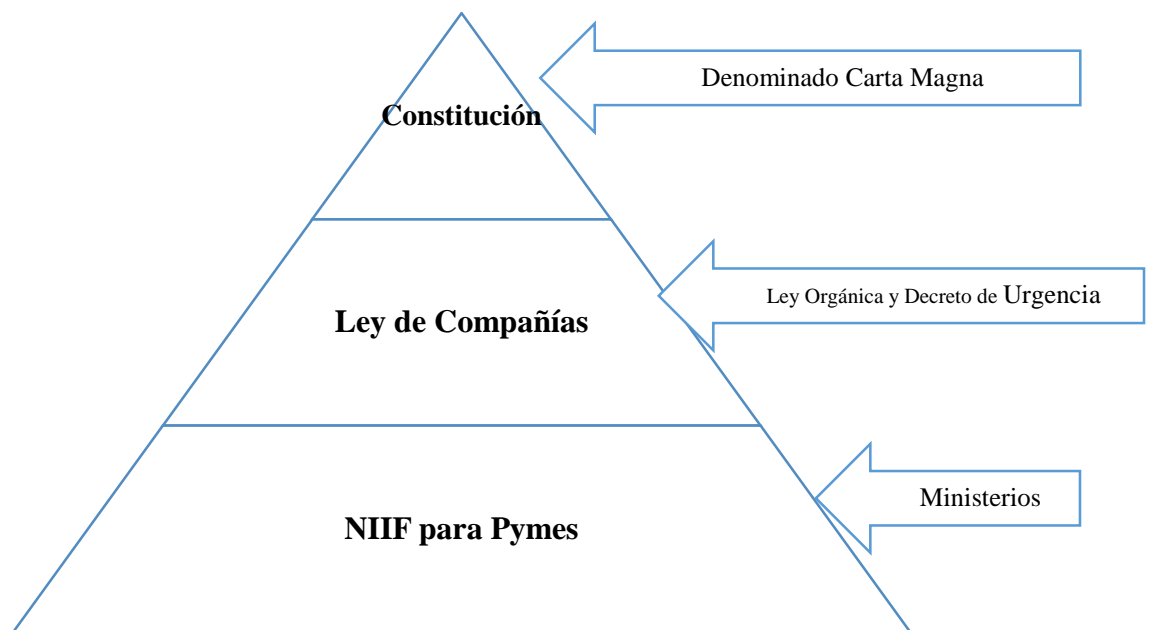 Denominado Carta Magna
Constitución
Ley Orgánica y Decreto de Urgencia
Ley de Compañías
Ministerios
NIIF para Pymes